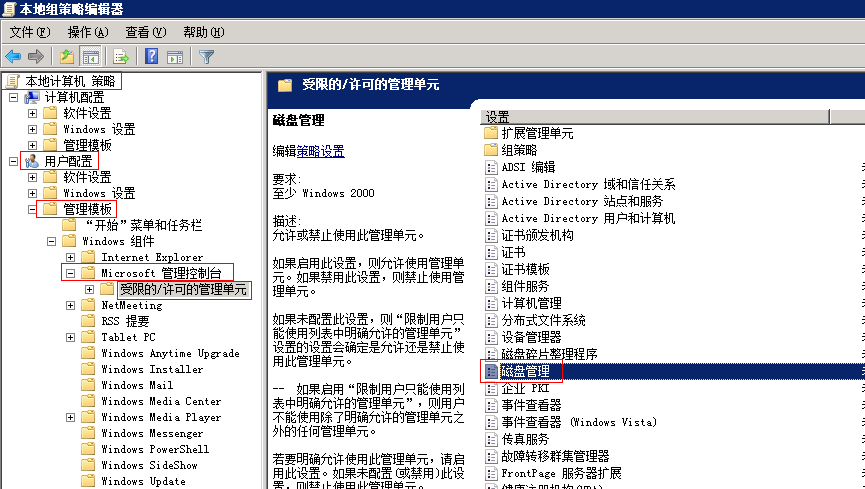 本地组策略编辑器
文件(F) 操作(A) 查看(V) 帮助(H)
本地计算机 策略
计算机配置
软件设置
Windows 设置
管理模板
用户配置
软件设置
Windows 设置
管理模板
“开始”菜单和任务栏
Windows 组件
Internet Explorer
Microsoft 管理控制台
受限的/许可的管理单元
NetMeeting
RSS 提要
Tablet PC
Windows Anytime Upgrade
Windows Installer
Windows Mail
Windows Media Center
Windows Media Player
Windows Messenger
Windows PowerShell
Windows SideShow
Windows Update
受限的/许可的管理单元
磁盘管理
编辑策略设置
要求:
至少 Windows 2000
描述:
允许或禁止使用此管理单元。
如果启用此设置，则允许使用管理单
元。如果禁用此设置，则禁止使用管
理单元。
如果未配置此设置，则“限制用户只
能使用列表中明确允许的管理单元”
设置的设置会确定是允许还是禁止使
用此管理单元。
-- 如果启用“限制用户只能使用列
表中明确允许的管理单元”，则用户
不能使用除了明确允许的管理单元之
外的任何管理单元。
若要明确允许使用此管理单元，请启
用此设置。如果未配置(或禁用)此设
置，则禁止使用此管理单元。
设置
扩展管理单元
组策略
ADSI 编辑
Active Directory 域和信任关系
Active Directory 站点和服务
Active Directory 用户和计算机
证书颁发机构
证书
证书模板
组件服务
计算机管理
分布式文件系统
设备管理器
磁盘碎片整理程序
磁盘管理
企业 PKI
事件查看器
事件查看器 (Windows Vista)
传真服务
故障转移群集管理器
FrontPage 服务器扩展
健康注册机构(HRA)